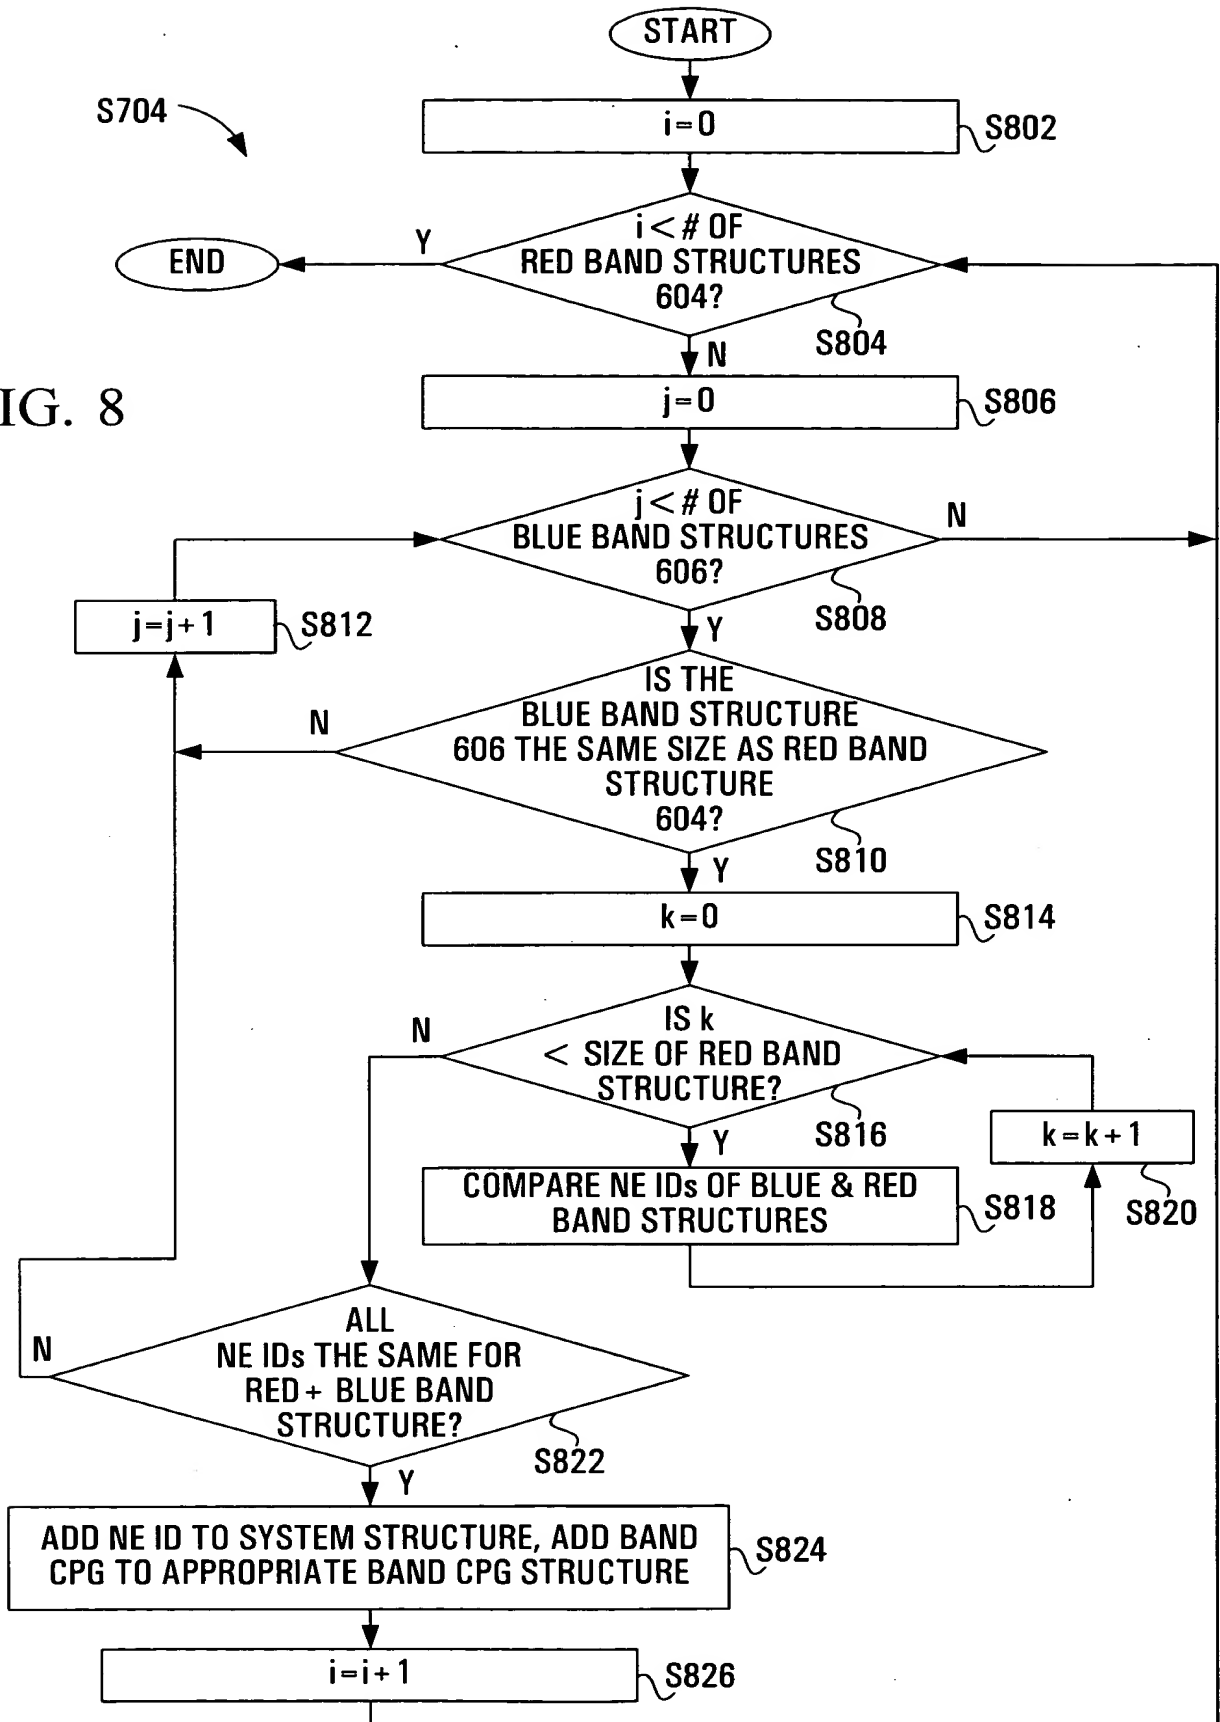 START
S704
i=0
S802
i < # OF
RED BAND STRUCTURES
604?
Y
END
S804
N
IG. 8
j=0
S806
j < # OF
BLUE BAND STRUCTURES
606?
N
S808
j=j+1
S812
Y
IS THE
BLUE BAND STRUCTURE
606 THE SAME SIZE AS RED BAND
STRUCTURE
604?
N
S810
Y
k=0
S814
IS k
< SIZE OF RED BAND
STRUCTURE?
N
S816
k=k+1
S820
Y
COMPARE NE IDs OF BLUE & RED
BAND STRUCTURES
S818
ALL
NE IDs THE SAME FOR
RED + BLUE BAND
STRUCTURE?
N
S822
Y
ADD NE ID TO SYSTEM STRUCTURE, ADD BAND
CPG TO APPROPRIATE BAND CPG STRUCTURE
S824
i=i+1
S826